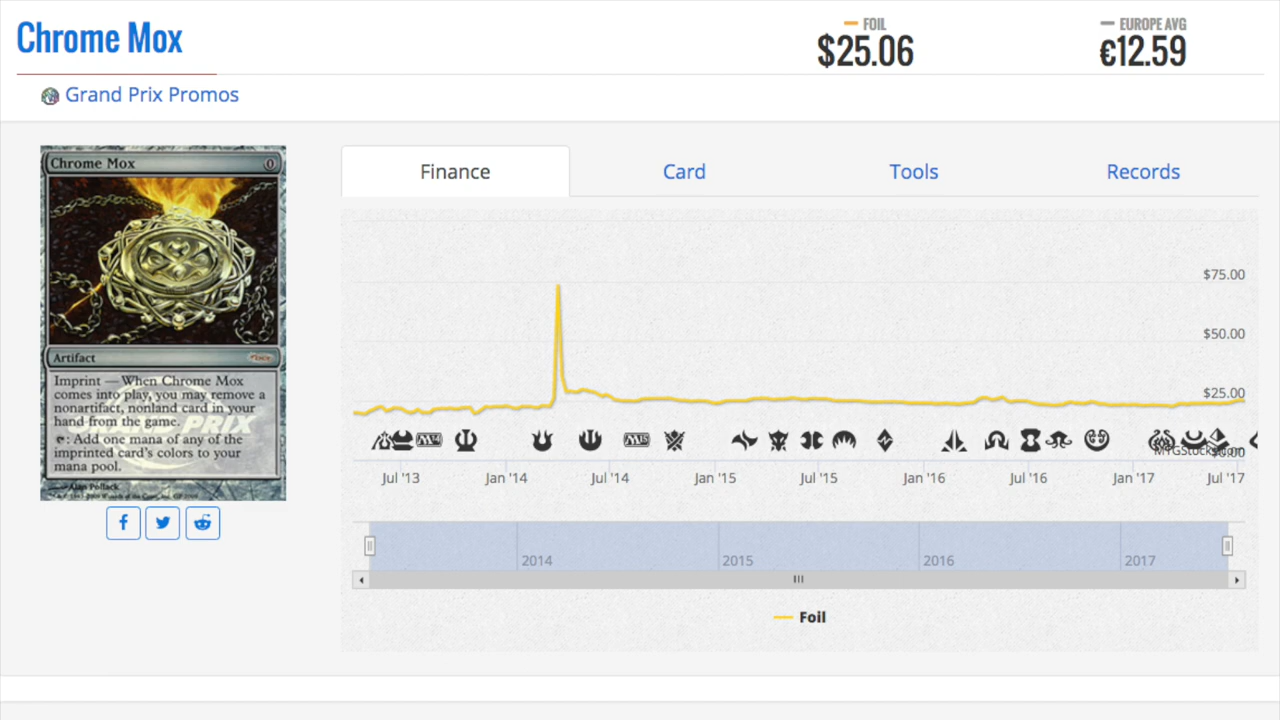 Chrome Mox
FOIL
$25.06
EUROPE AVG
€12.59
Grand Prix Promos
Chrome Mox
0
Artifact
Imprint — When Chrome Mox
comes into play, you may remove a
nonartifact, nonland card in your
hand from the game.
: Add one mana of any of the
imprinted card's colors to your
mana pool.
GRAND PRIX
Alan Pollack
Finance
Card
Tools
Records
$75.00
$50.00
$25.00
Jul '13
Jan '14
Jul '14
Jan '15
Jul '15
Jan '16
Jul '16
Jan '17
Jul '17
2014
2015
2016
2017
Foil